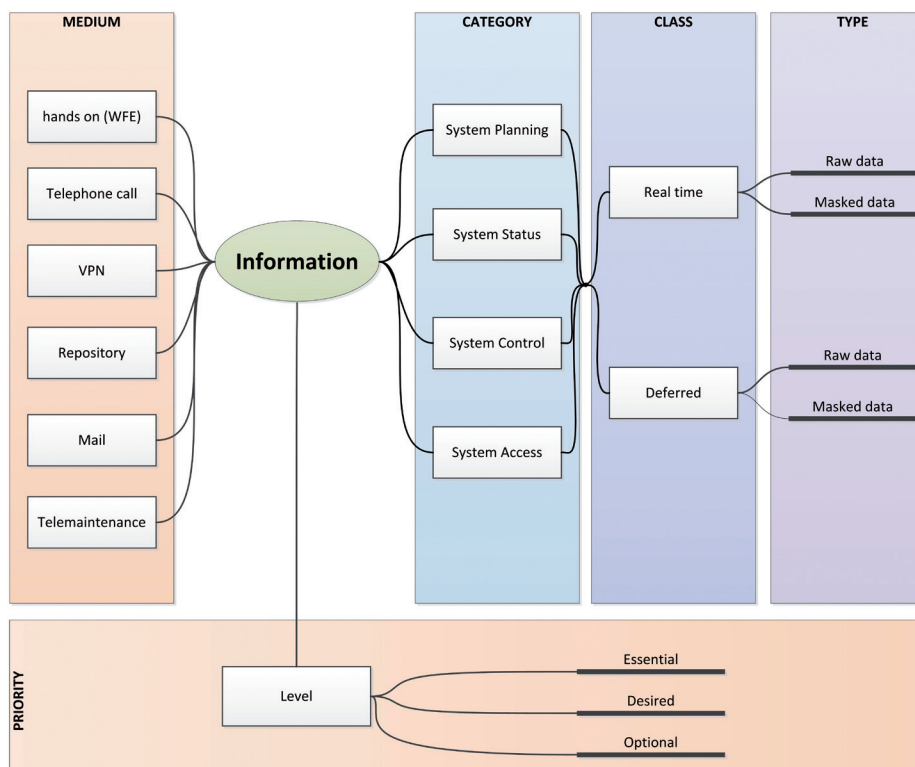 MEDIUM
CATEGORY
CLASS
TYPE
hands on (WFE)
Telephone call
VPN
Repository
Mail
Telemaintenance
Information
System Planning
System Status
System Control
System Access
Real time
Deferred
Raw data
Masked data
Raw data
Masked data
PRIORITY
Level
Essential
Desired
Optional